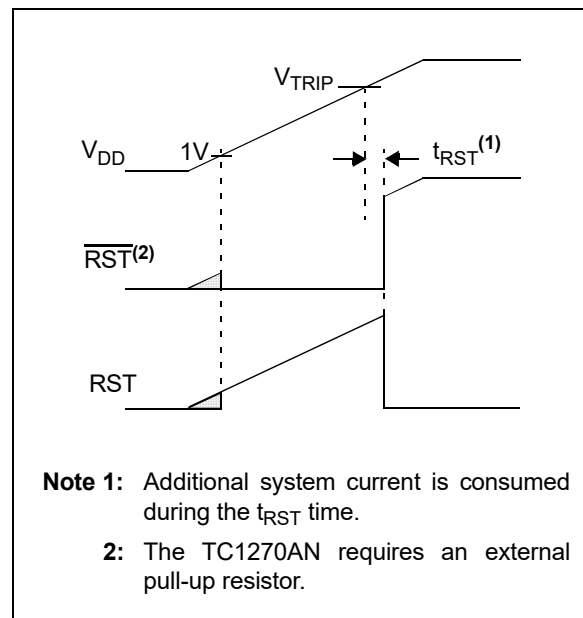 V_TRIP
V_DD
1V
t_RST(1)
R̅S̅T̅(2)
RST
Note 1: Additional system current is consumed
during the t_RST time.
2: The TC1270AN requires an external
pull-up resistor.